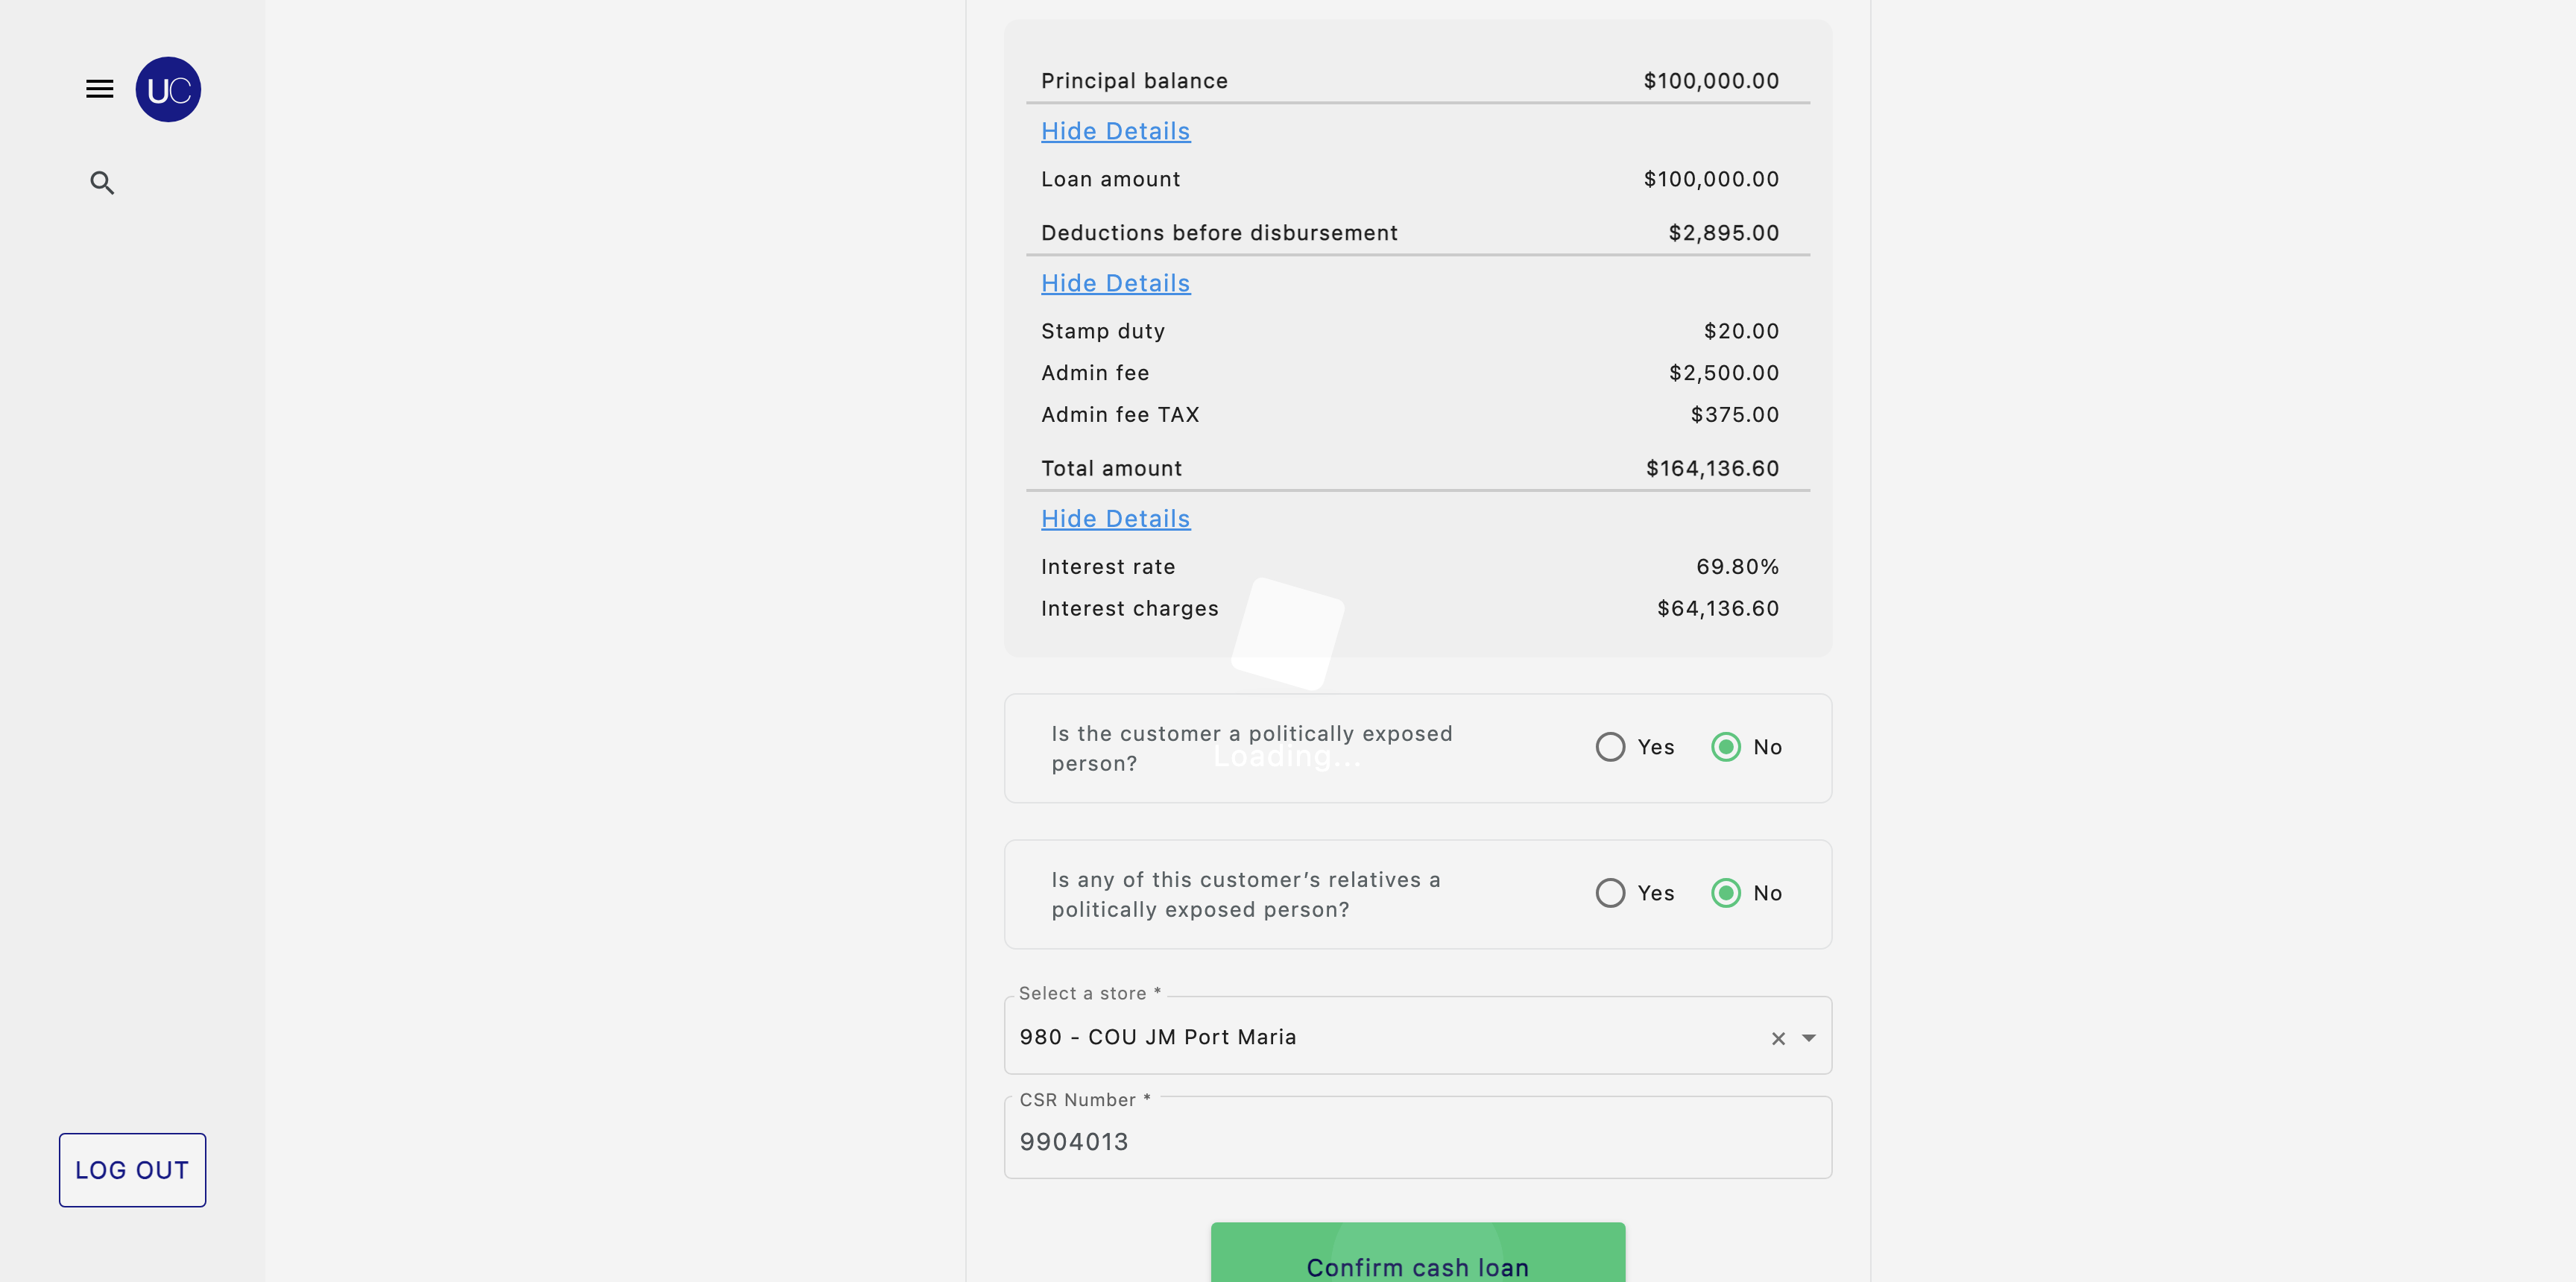 UC
Principal balance $100,000.00
Hide Details
Loan amount $100,000.00
Deductions before disbursement $2,895.00
Hide Details
Stamp duty $20.00
Admin fee $2,500.00
Admin fee TAX $375.00
Total amount $164,136.60
Hide Details
Interest rate 69.80%
Interest charges $64,136.60
Is the customer a politically exposed
person?
Yes No
Loading...
Is any of this customer’s relatives a
politically exposed person?
Yes No
Select a store *
980 - COU JM Port Maria
CSR Number *
9904013
LOG OUT
Confirm cash loan